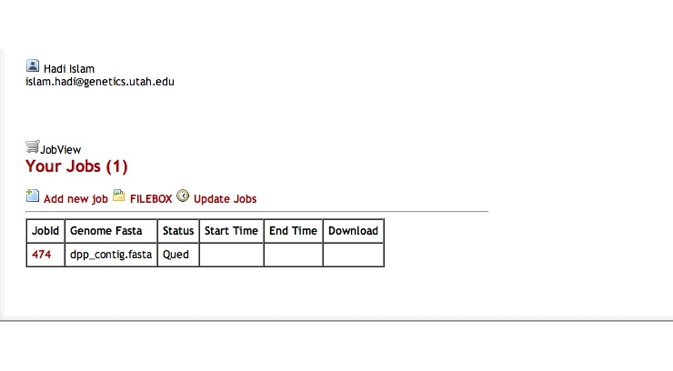 Hadi Islam
islam.hadi@genetics.utah.edu
JobView
Your Jobs (1)
Add new job FILEBOX Update Jobs
JobId Genome Fasta Status Start Time End Time Download
474 dpp_contig.fasta Qued